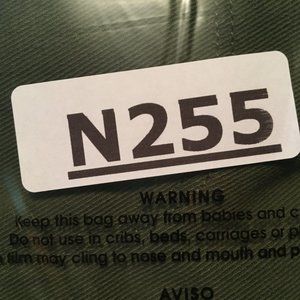 N255
WARNING
Keep this bag away from babies and
Do not use in cribs, beds, carriages or
film may cling to nose and mouth and
AVISO